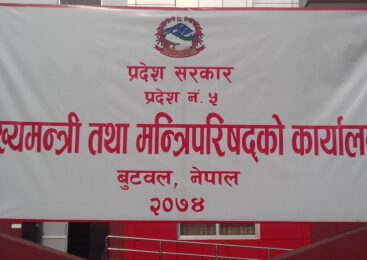 प्रदेश सरकार
प्रदेश नं. ५
ख्यमन्त्री तथा मन्त्रिपरिषद्को कार्याल
बुटवल, नेपाल
२०७४